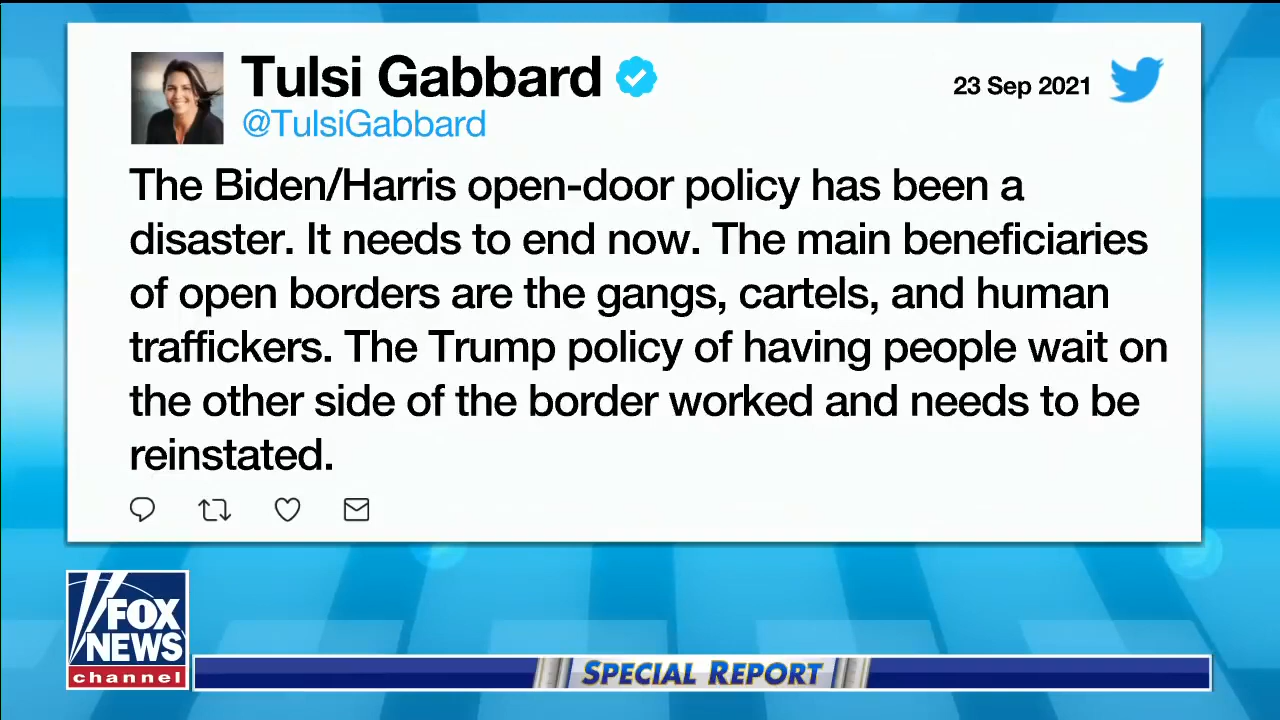 Tulsi Gabbard
@TulsiGabbard
23 Sep 2021
The Biden/Harris open-door policy has been a
disaster. It needs to end now. The main beneficiaries
of open borders are the gangs, cartels, and human
traffickers. The Trump policy of having people wait on
the other side of the border worked and needs to be
reinstated.
FOX
NEWS
channel
SPECIAL REPORT